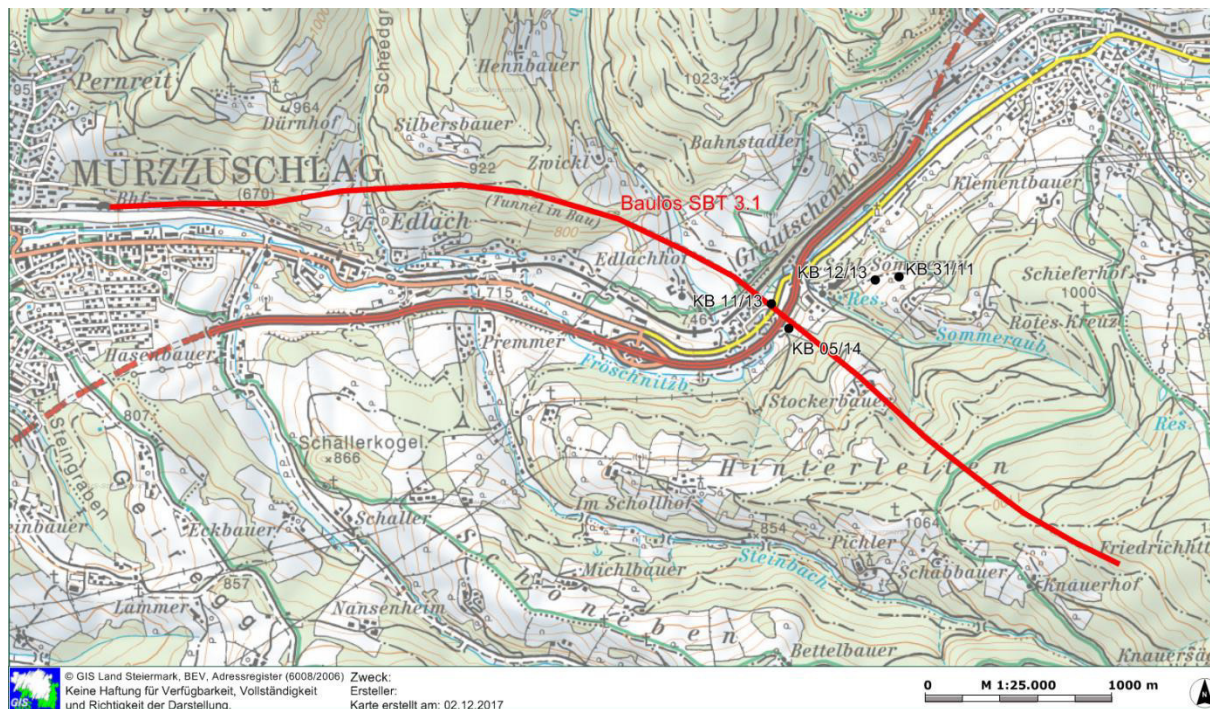 Pernreit
964
Dürnhof
Scheedgr
Hennbauer
1023
Silbersbauer
922
Zwickl
Bahnstadler
MÜRZZUSCHLAG
Bhf.
(670)
(Tunnel in Bau)
800
Baulos SBT 3.1
Grautschenhof
Klementbauer
Edlach
Edlachhof
KB 12/13
KB 31/11
Schieferhof
1000
Res.
KB 11/13
715
Rotes Kreuz
Sommeraub
Hasenbauer
Premmer
Fröschnitzb
KB 05/14
(Stockerbauer
807
Schallerkogel
866
Res.
Steingraben
Hinterleiten
Geiregg
Im Schollhof
Eckbauer
Schaller
854
Pichler
1064
Friedrichhtt
Steinbach
Michlbauer
Schabbauer
Knauerhof
857
Schöneben
Lammer
Nansenheim
Bettelbauer
© GIS Land Steiermark, BEV, Adressregister (6008/2006)
Keine Haftung für Verfügbarkeit, Vollständigkeit
und Richtigkeit der Darstellung.
Zweck:
Ersteller:
Karte erstellt am: 02.12.2017
GIS
0 M 1:25.000 1000 m
N